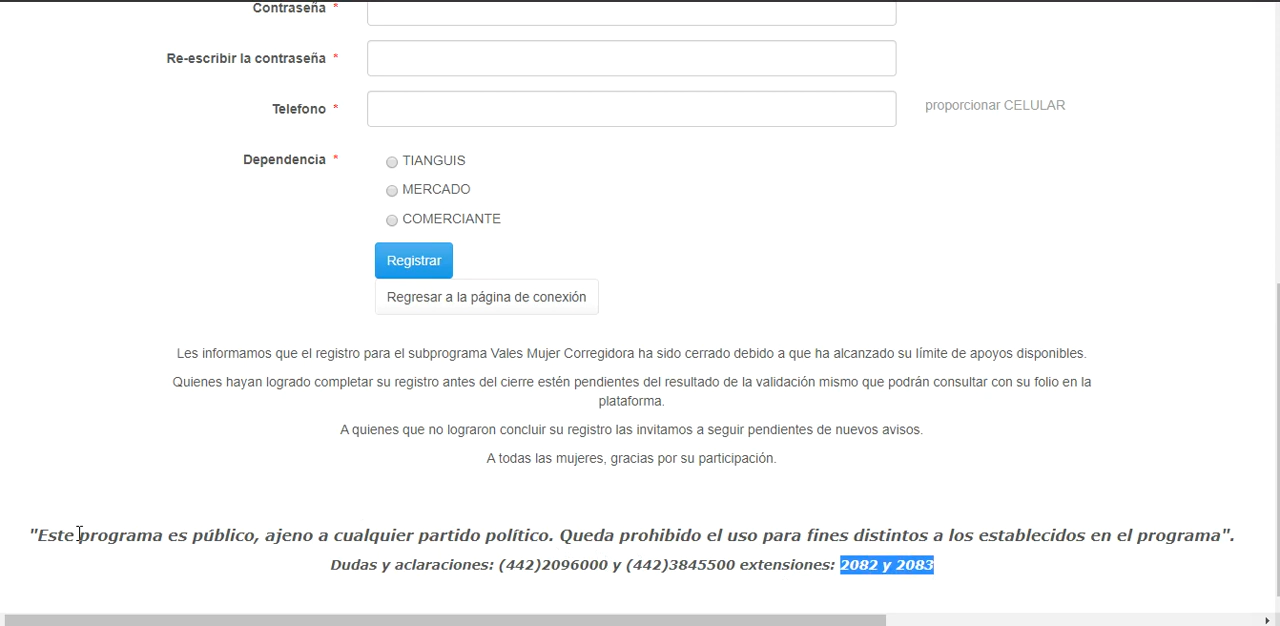 Contraseña *
Re-escribir la contraseña *
Telefono * proporcionar CELULAR
Dependencia * TIANGUIS
MERCADO
COMERCIANTE
Registrar
Regresar a la página de conexión
Les informamos que el registro para el subprograma Vales Mujer Corregidora ha sido cerrado debido a que ha alcanzado su límite de apoyos disponibles.
Quienes hayan logrado completar su registro antes del cierre estén pendientes del resultado de la validación mismo que podrán consultar con su folio en la
plataforma.
A quienes que no lograron concluir su registro las invitamos a seguir pendientes de nuevos avisos.
A todas las mujeres, gracias por su participación.
"Este programa es público, ajeno a cualquier partido político. Queda prohibido el uso para fines distintos a los establecidos en el programa".
Dudas y aclaraciones: (442)2096000 y (442)3845500 extensiones: 2082 y 2083